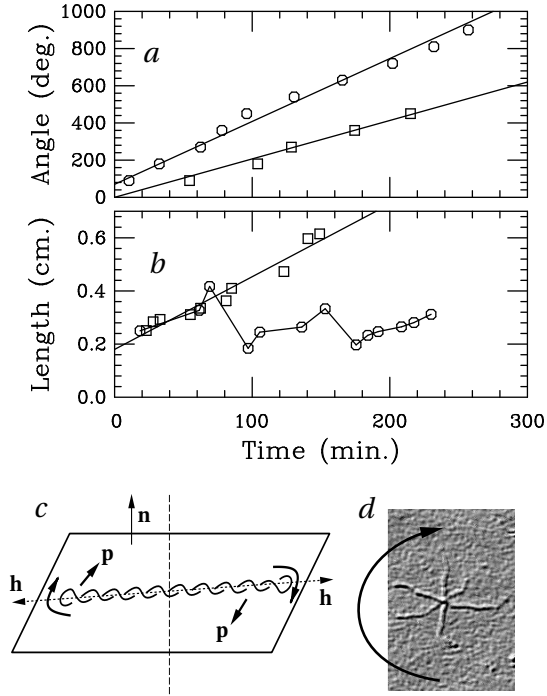 1000
800
600
400
200
0
Angle (deg.)
a
0.6
0.4
0.2
0.0
Length (cm.)
b
0 100 200 300
Time (min.)
c
n
p
h
h
p
d